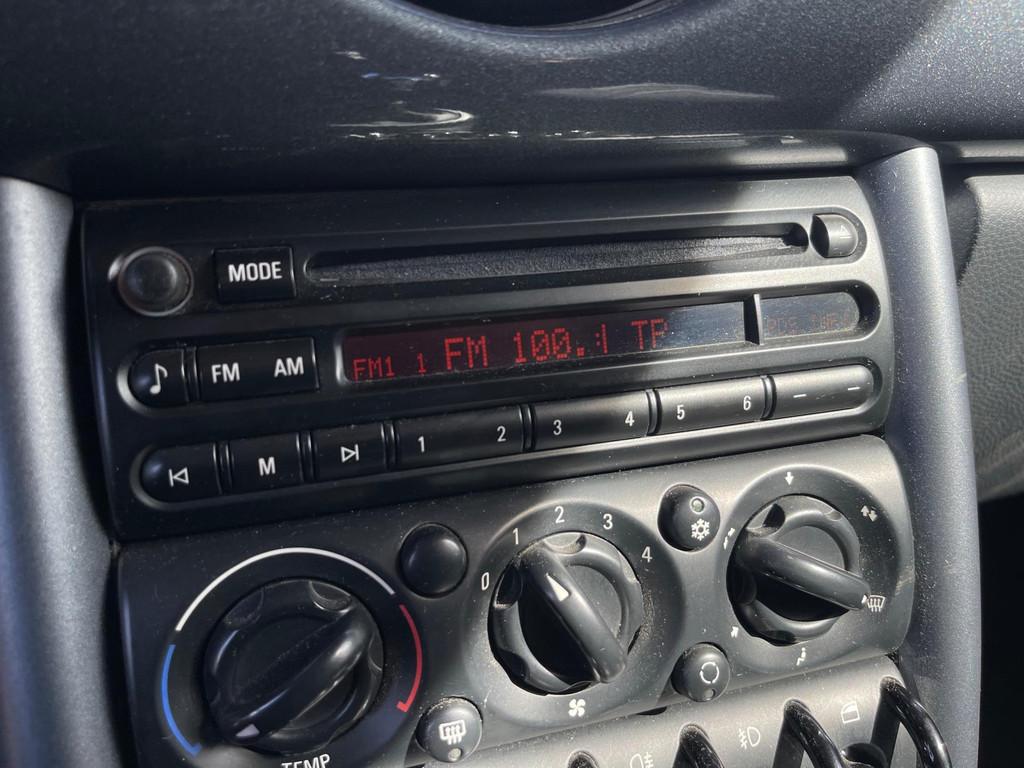 MODE
FM1 1 FM 100.1 TP
FM AM
M 1 2 3 4 5 6 – –
0 1 2 3 4
TEMP